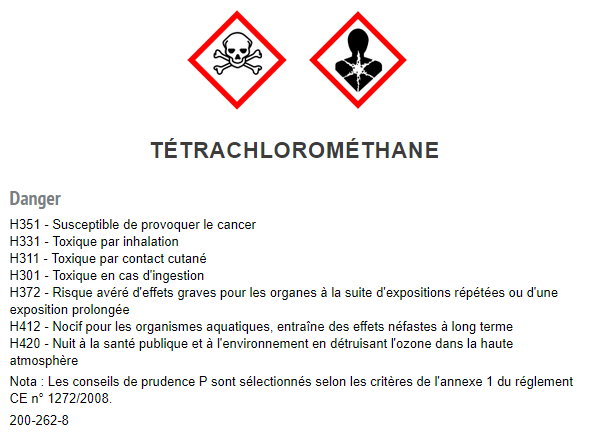 TÉTRACHLOROMÉTHANE
Danger
H351 - Susceptible de provoquer le cancer
H331 - Toxique par inhalation
H311 - Toxique par contact cutané
H301 - Toxique en cas d'ingestion
H372 - Risque avéré d'effets graves pour les organes à la suite d'expositions répétées ou d'une
exposition prolongée
H412 - Nocif pour les organismes aquatiques, entraîne des effets néfastes à long terme
H420 - Nuit à la santé publique et à l'environnement en détruisant l'ozone dans la haute
atmosphère
Nota : Les conseils de prudence P sont sélectionnés selon les critères de l'annexe 1 du réglement
CE n° 1272/2008.
200-262-8